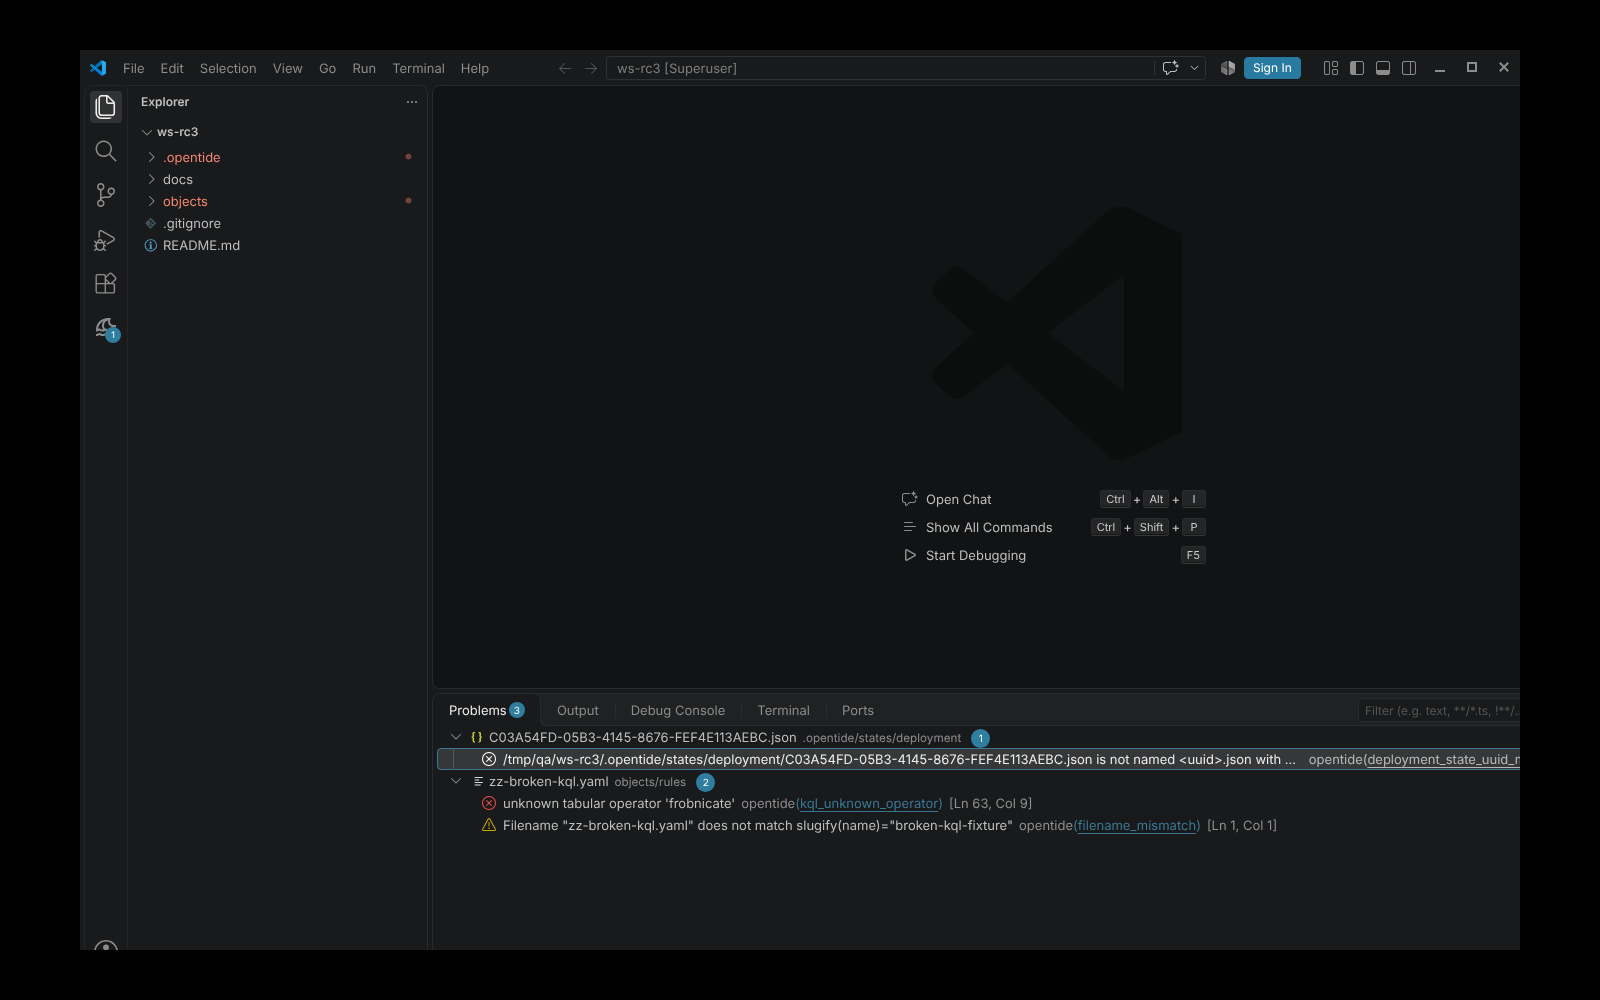 File Edit Selection View Go Run Terminal Help
ws-rc3 [Superuser]
Sign In
Explorer
ws-rc3
.opentide
docs
objects
.gitignore
README.md
1
Open Chat Ctrl + Alt + I
Show All Commands Ctrl + Shift + P
Start Debugging F5
Problems 3 Output Debug Console Terminal Ports
Filter (e.g. text, **/*.ts, !**/...
{} C03A54FD-05B3-4145-8676-FEF4E113AEBC.json .opentide/states/deployment 1
/tmp/qa/ws-rc3/.opentide/states/deployment/C03A54FD-05B3-4145-8676-FEF4E113AEBC.json is not named <uuid>.json with ... opentide(deployment_state_uuid_
zz-broken-kql.yaml objects/rules 2
unknown tabular operator 'frobnicate' opentide(kql_unknown_operator) [Ln 63, Col 9]
Filename "zz-broken-kql.yaml" does not match slugify(name)="broken-kql-fixture" opentide(filename_mismatch) [Ln 1, Col 1]